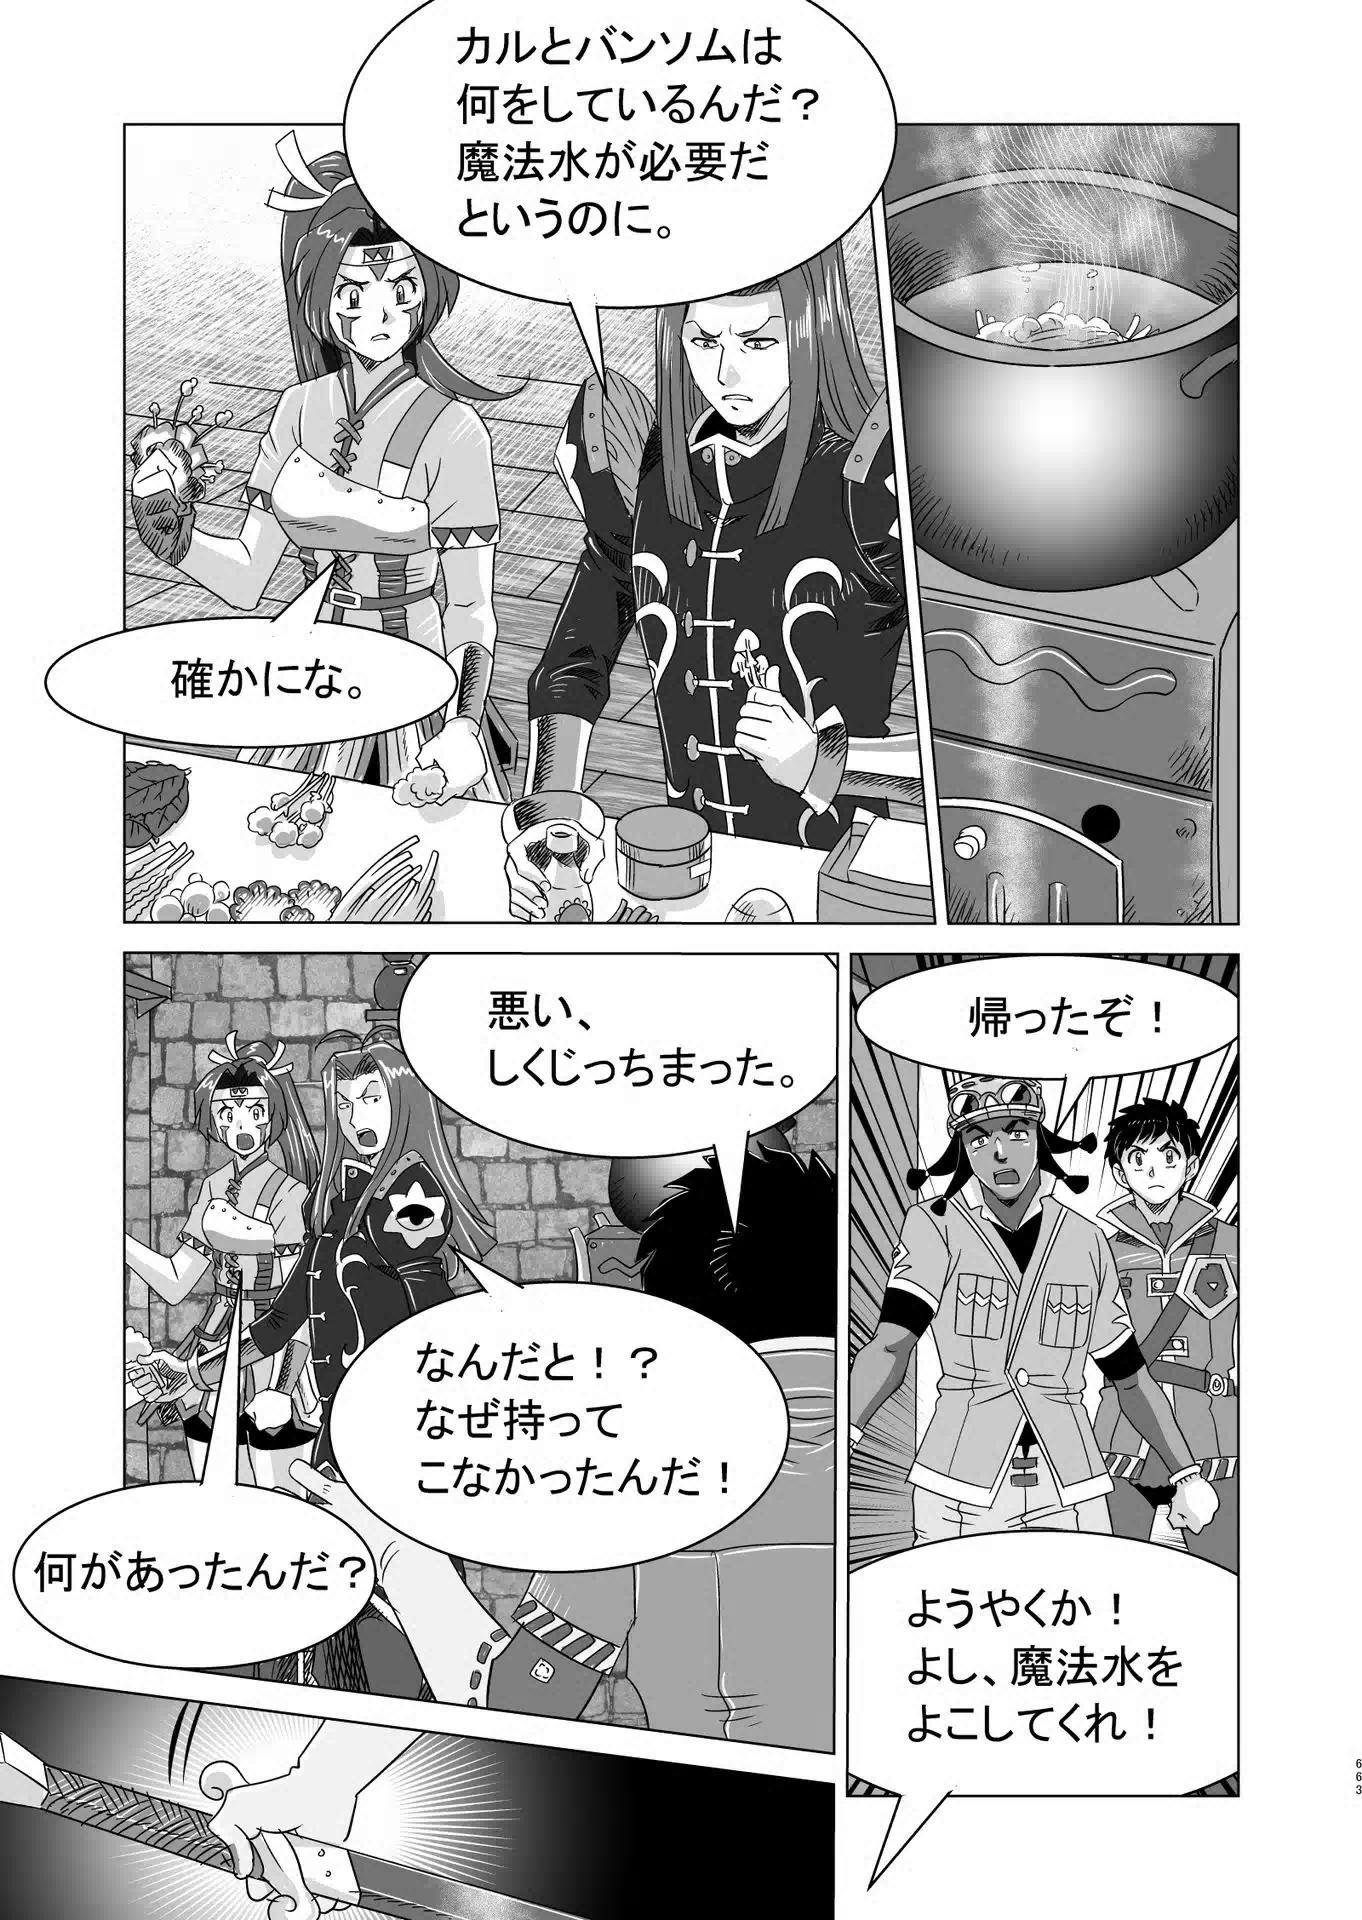 カルとバンソムは
何をしているんだ？
魔法水が必要だ
というのに。
確かにな。
帰ったぞ！
ようやくか！
よし、魔法水を
よこしてくれ！
悪い、
しくじっちまった。
なんだと！？
なぜ持って
こなかったんだ！
何があったんだ？
663